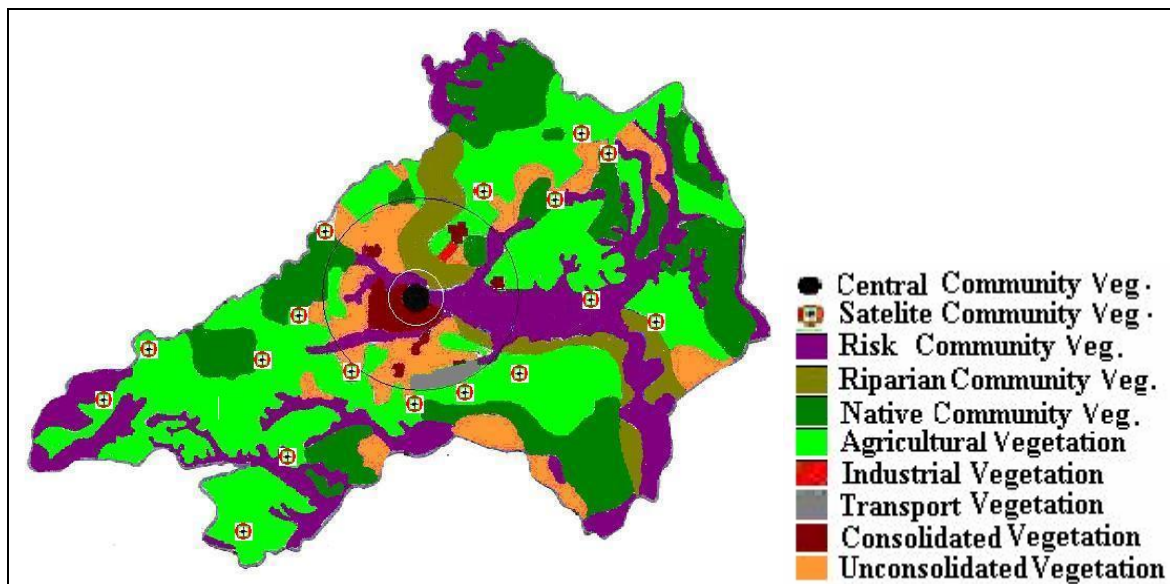 Central Community Veg.
Satelite Community Veg.
Risk Community Veg.
Riparian Community Veg.
Native Community Veg.
Agricultural Vegetation
Industrial Vegetation
Transport Vegetation
Consolidated Vegetation
Unconsolidated Vegetation